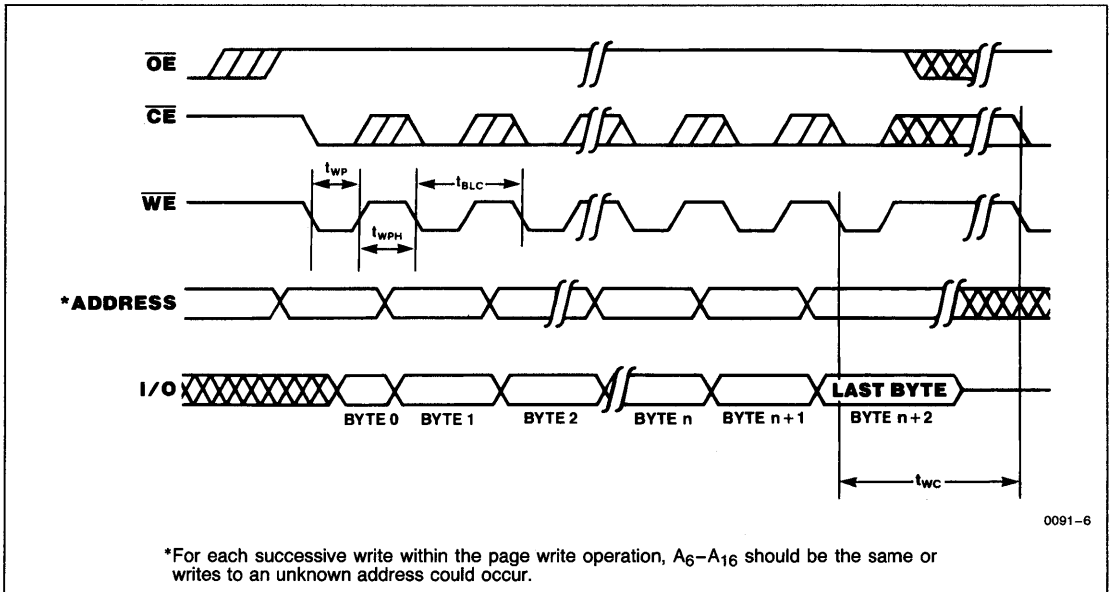 OE
CE
tWP
tBLC
WE
tWPH
*ADDRESS
I/O
LAST BYTE
BYTE 0 BYTE 1 BYTE 2 BYTE n BYTE n+1 BYTE n+2
tWC
0091-6
*For each successive write within the page write operation, A6–A16 should be the same or
writes to an unknown address could occur.